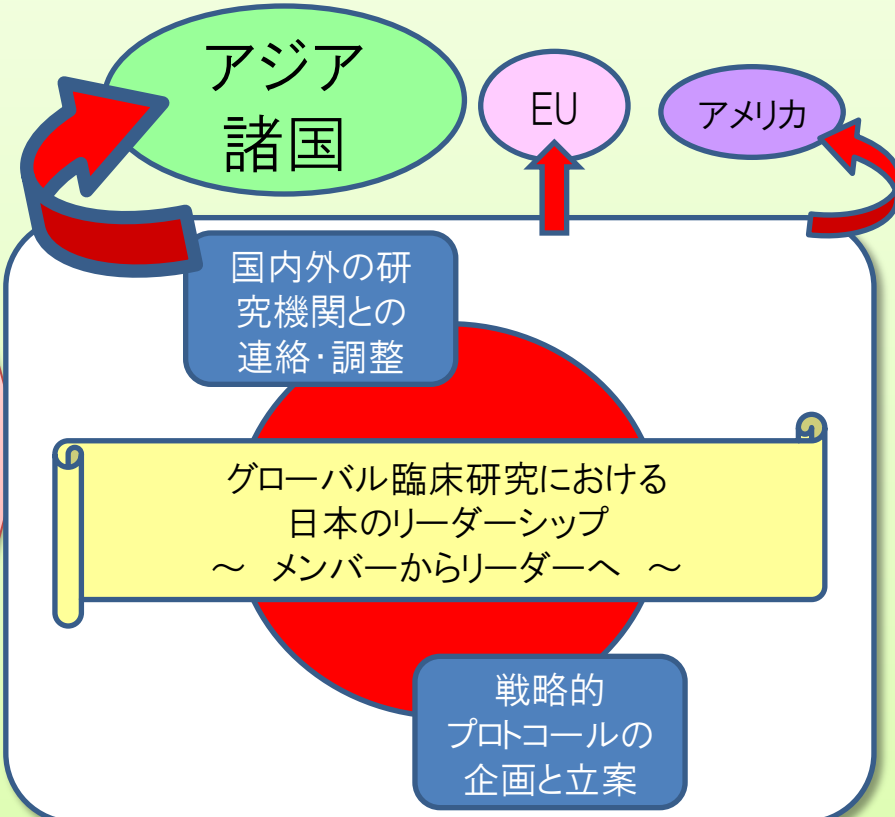 アジア
諸国
EU
アメリカ
国内外の研
究機関との
連絡・調整
グローバル臨床研究における
日本のリーダーシップ
～ メンバーからリーダーへ ～
戦略的
プロトコールの
企画と立案